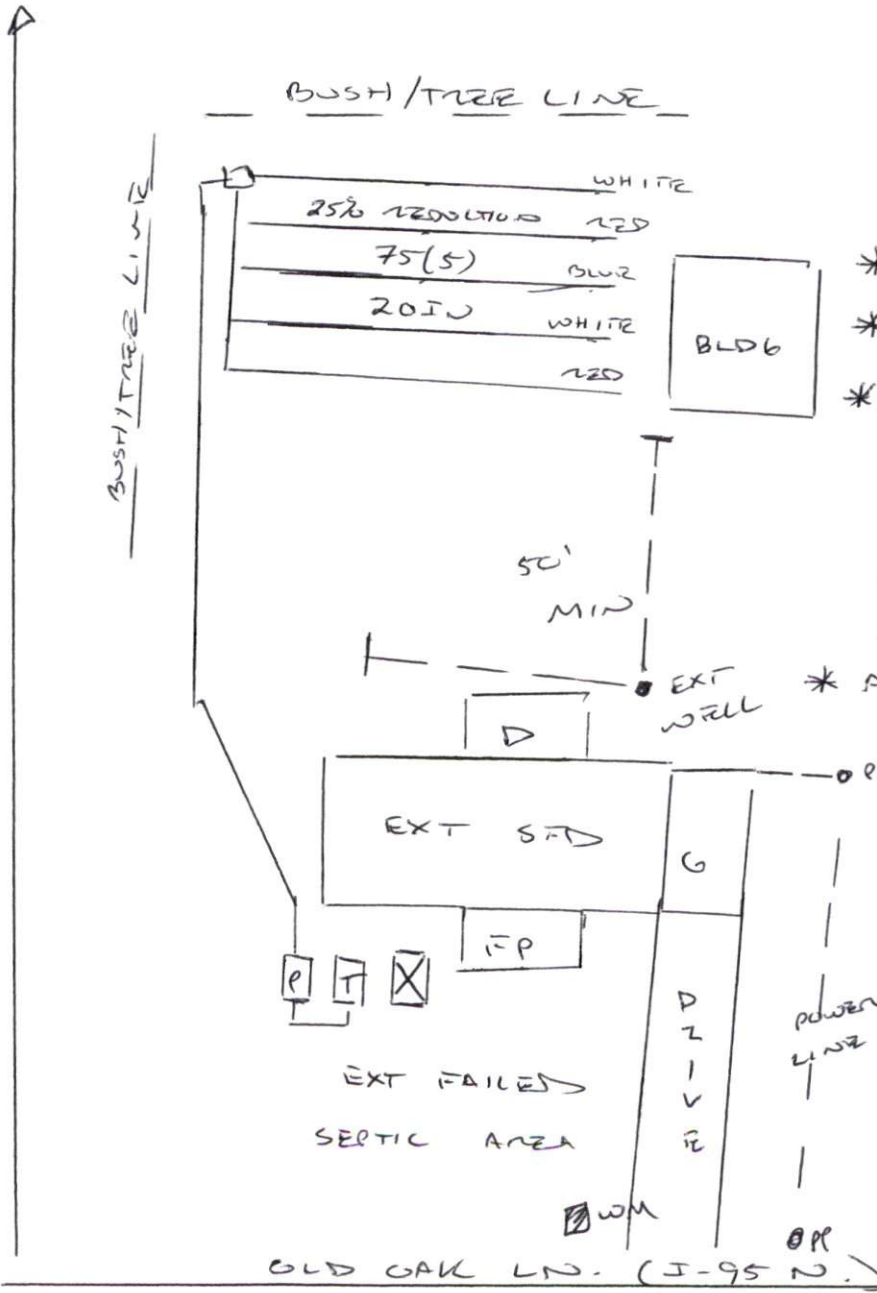 BUSH/TREE LINE
BUSH/TREE LINE
WHITE
25% REDUCTION RED
75(5) BLUE
20IN WHITE
RED
BLDG
50'
MIN
EXT
WELL
D
EXT SFD
G
FP
P T X
DRIVE
POWER
LINE
EXT FAILED
SEPTIC AREA
WM
PP
OLD OAK LN. (I-95 N.)